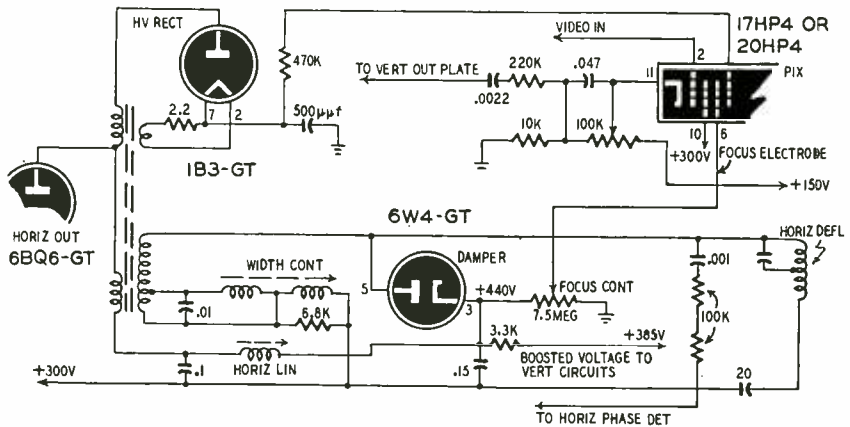 HV RECT
17HP4 OR
20HP4
VIDEO IN
2
PIX
470K
TO VERT OUT PLATE
220K
.047
11
.0022
2.2
7
2
500μμf
10K
100K
10
6
+300V
FOCUS ELECTRODE
1B3-GT
+150V
6W4-GT
HORIZ OUT
6BQ6-GT
HORIZ DEFL
DAMPER
WIDTH CONT
5
+440V
FOCUS CONT
.001
.01
3
6.8K
7.5MEG
100K
3.3K
+385V
+300V
.1
HORIZ LIN
.15
BOOSTED VOLTAGE TO
VERT CIRCUITS
20
TO HORIZ PHASE DET